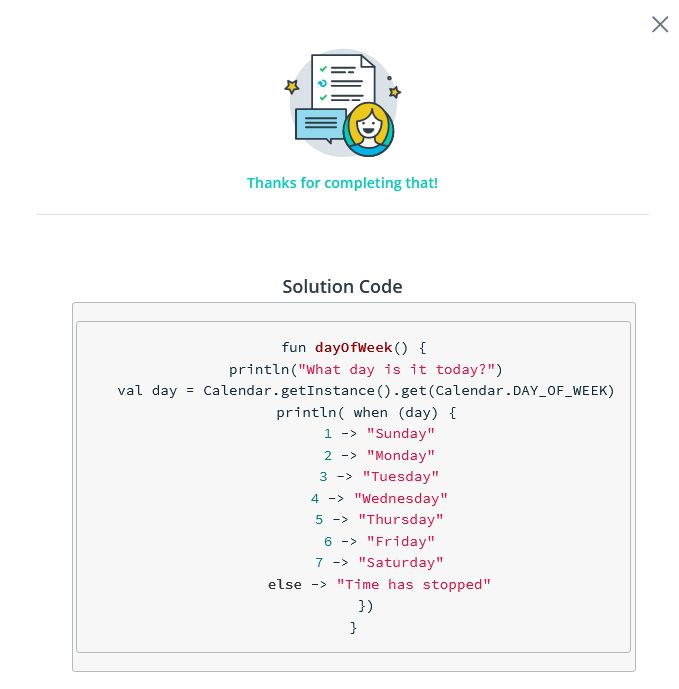 Thanks for completing that!
Solution Code
fun dayOfWeek() {
println("What day is it today?")
val day = Calendar.getInstance().get(Calendar.DAY_OF_WEEK)
println( when (day) {
1 -> "Sunday"
2 -> "Monday"
3 -> "Tuesday"
4 -> "Wednesday"
5 -> "Thursday"
6 -> "Friday"
7 -> "Saturday"
else -> "Time has stopped"
})
}